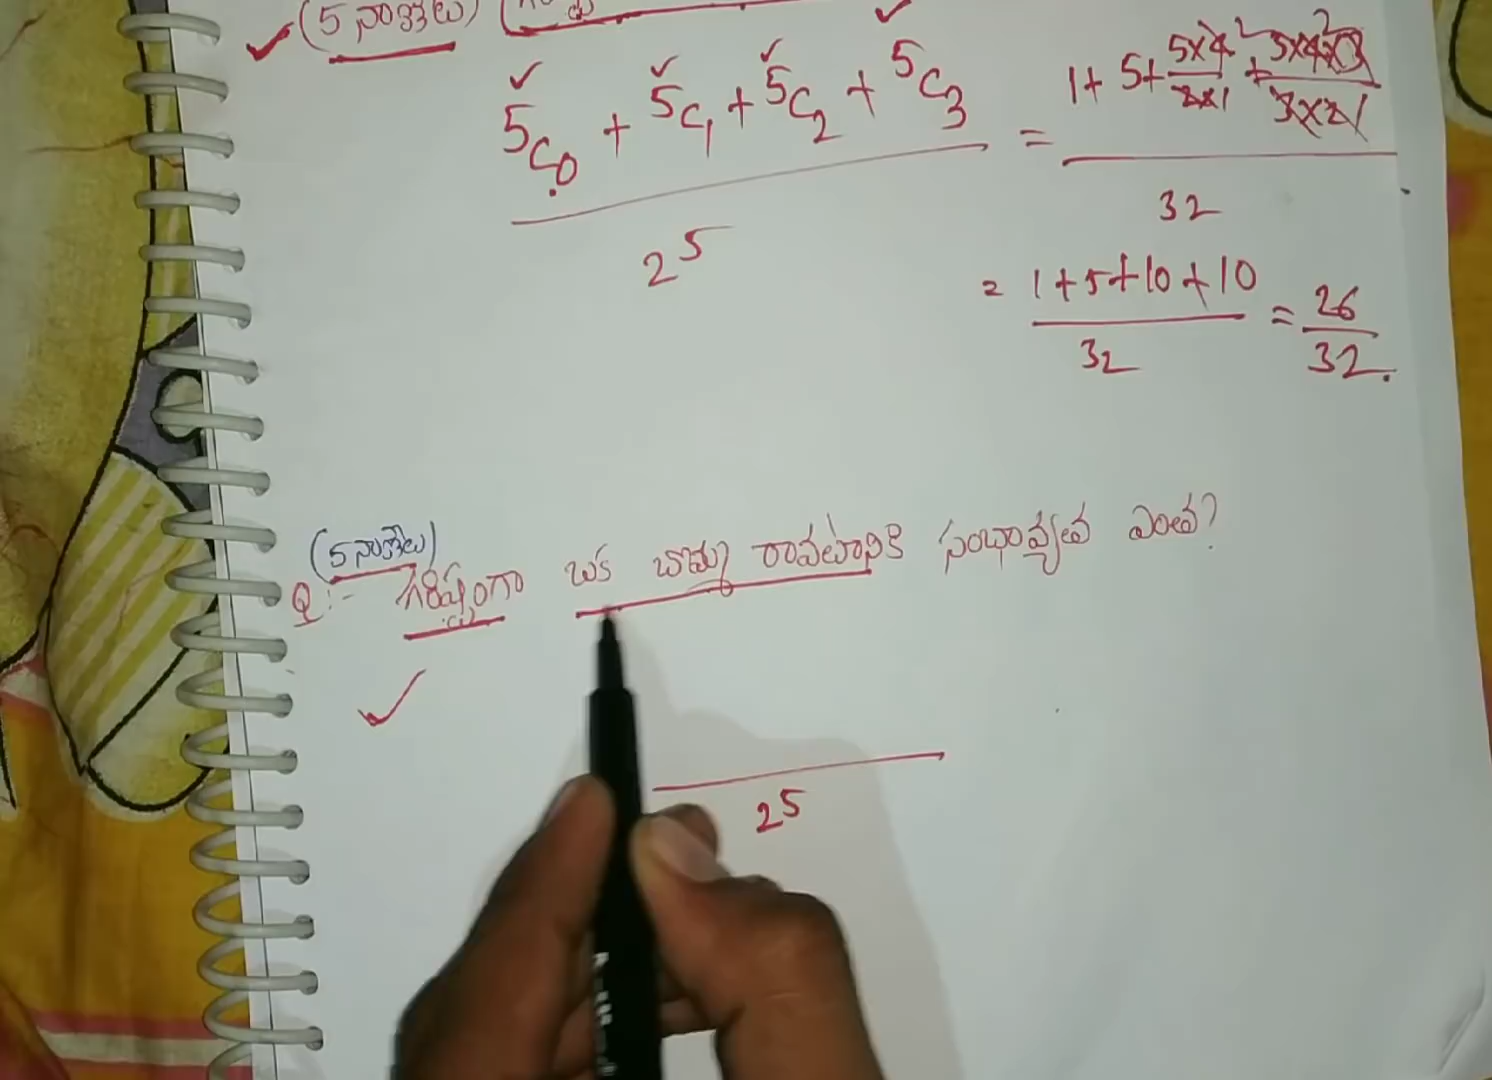 (5 నాణేలు)
5C0 + 5C1 + 5C2 + 5C3 / 2^5 = 1 + 5 + 5×4/2×1 + 5×4×3/3×2×1 / 32
= 1+5+10+10 / 32 = 26/32.
(5 నాణేలు)
Q:- గరిష్ఠంగా ఒక బొమ్మ రావటానికి సంభావ్యత ఎంత?
2^5